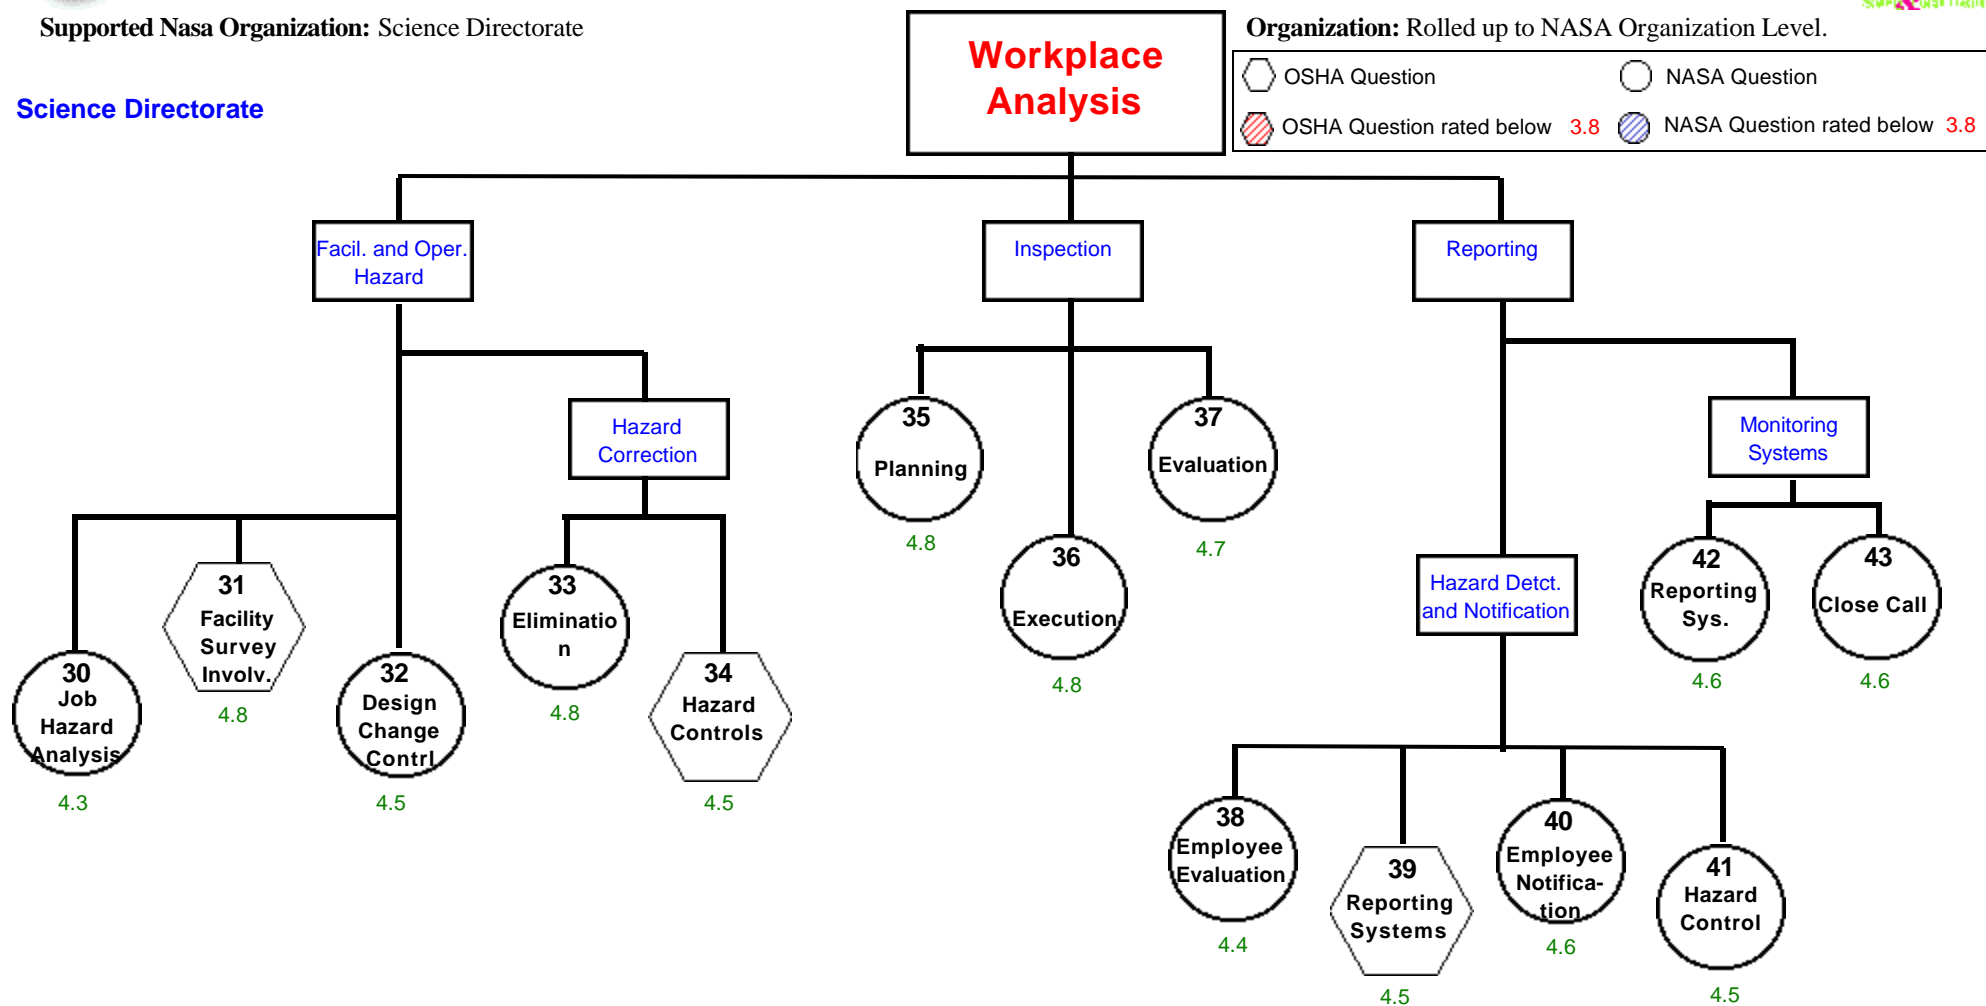 Supported Nasa Organization: Science Directorate
Organization: Rolled up to NASA Organization Level.
Workplace
Analysis
OSHA Question
NASA Question
OSHA Question rated below 3.8
NASA Question rated below 3.8
Science Directorate
Facil. and Oper.
Hazard
Inspection
Reporting
Hazard
Correction
Monitoring
Systems
Hazard Detct.
and Notification
30
Job
Hazard
Analysis
4.3
31
Facility
Survey
Involv.
4.8
32
Design
Change
Contrl
4.5
33
Eliminatio
n
4.8
34
Hazard
Controls
4.5
35
Planning
4.8
36
Execution
4.8
37
Evaluation
4.7
38
Employee
Evaluation
4.4
39
Reporting
Systems
4.5
40
Employee
Notifica-
tion
4.6
41
Hazard
Control
4.5
42
Reporting
Sys.
4.6
43
Close Call
4.6